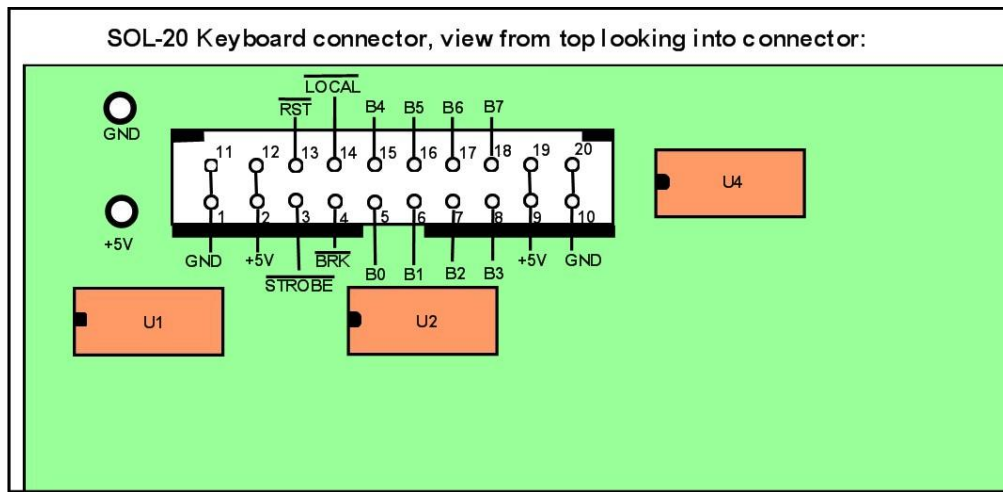 SOL-20 Keyboard connector, view from top looking into connector:
LOCAL
RST B4 B5 B6 B7
GND
11 12 13 14 15 16 17 18 19 20
U4
1 2 3 4 5 6 7 8 9 10
+5V
GND +5V BRK +5V GND
STROBE B0 B1 B2 B3
U1 U2